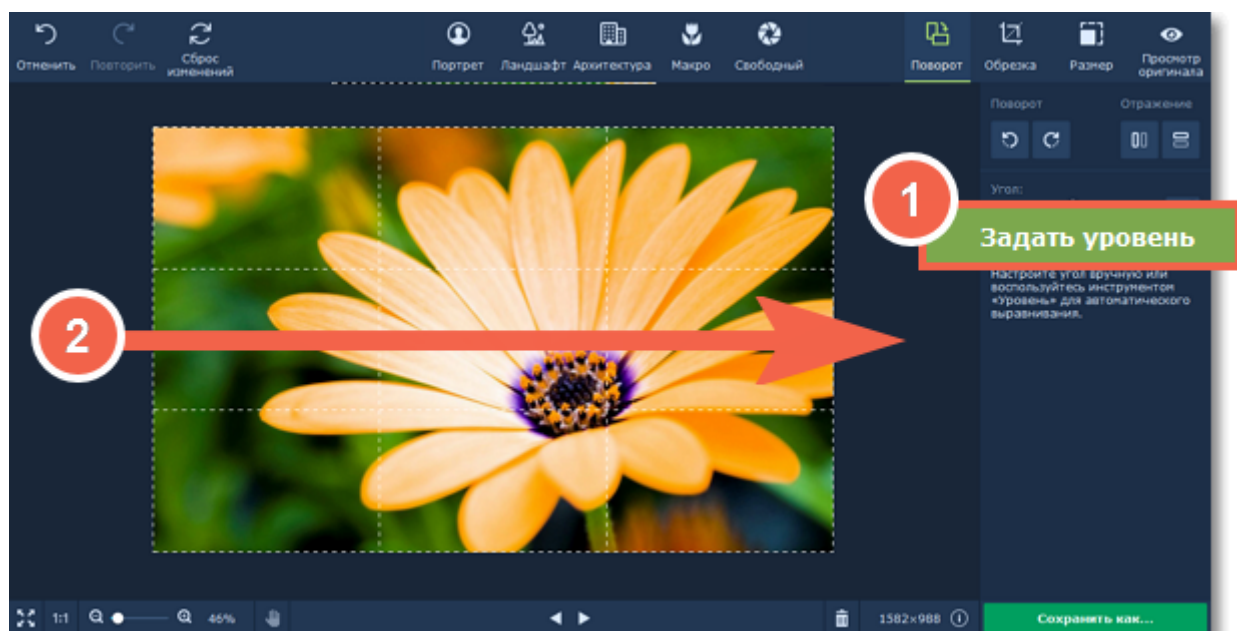 Отменить
Повторить
Сброс
изменений
Портрет
Ландшафт
Архитектура
Макро
Свободный
Поворот
Обрезка
Размер
Просмотр
оригинала
Поворот
Отражение
1
Угол:
Задать уровень
Настройте угол вручную или
воспользуйтесь инструментом
«Уровень» для автоматического
выравнивания.
2
1:1
46%
1582×988
Сохранить как...